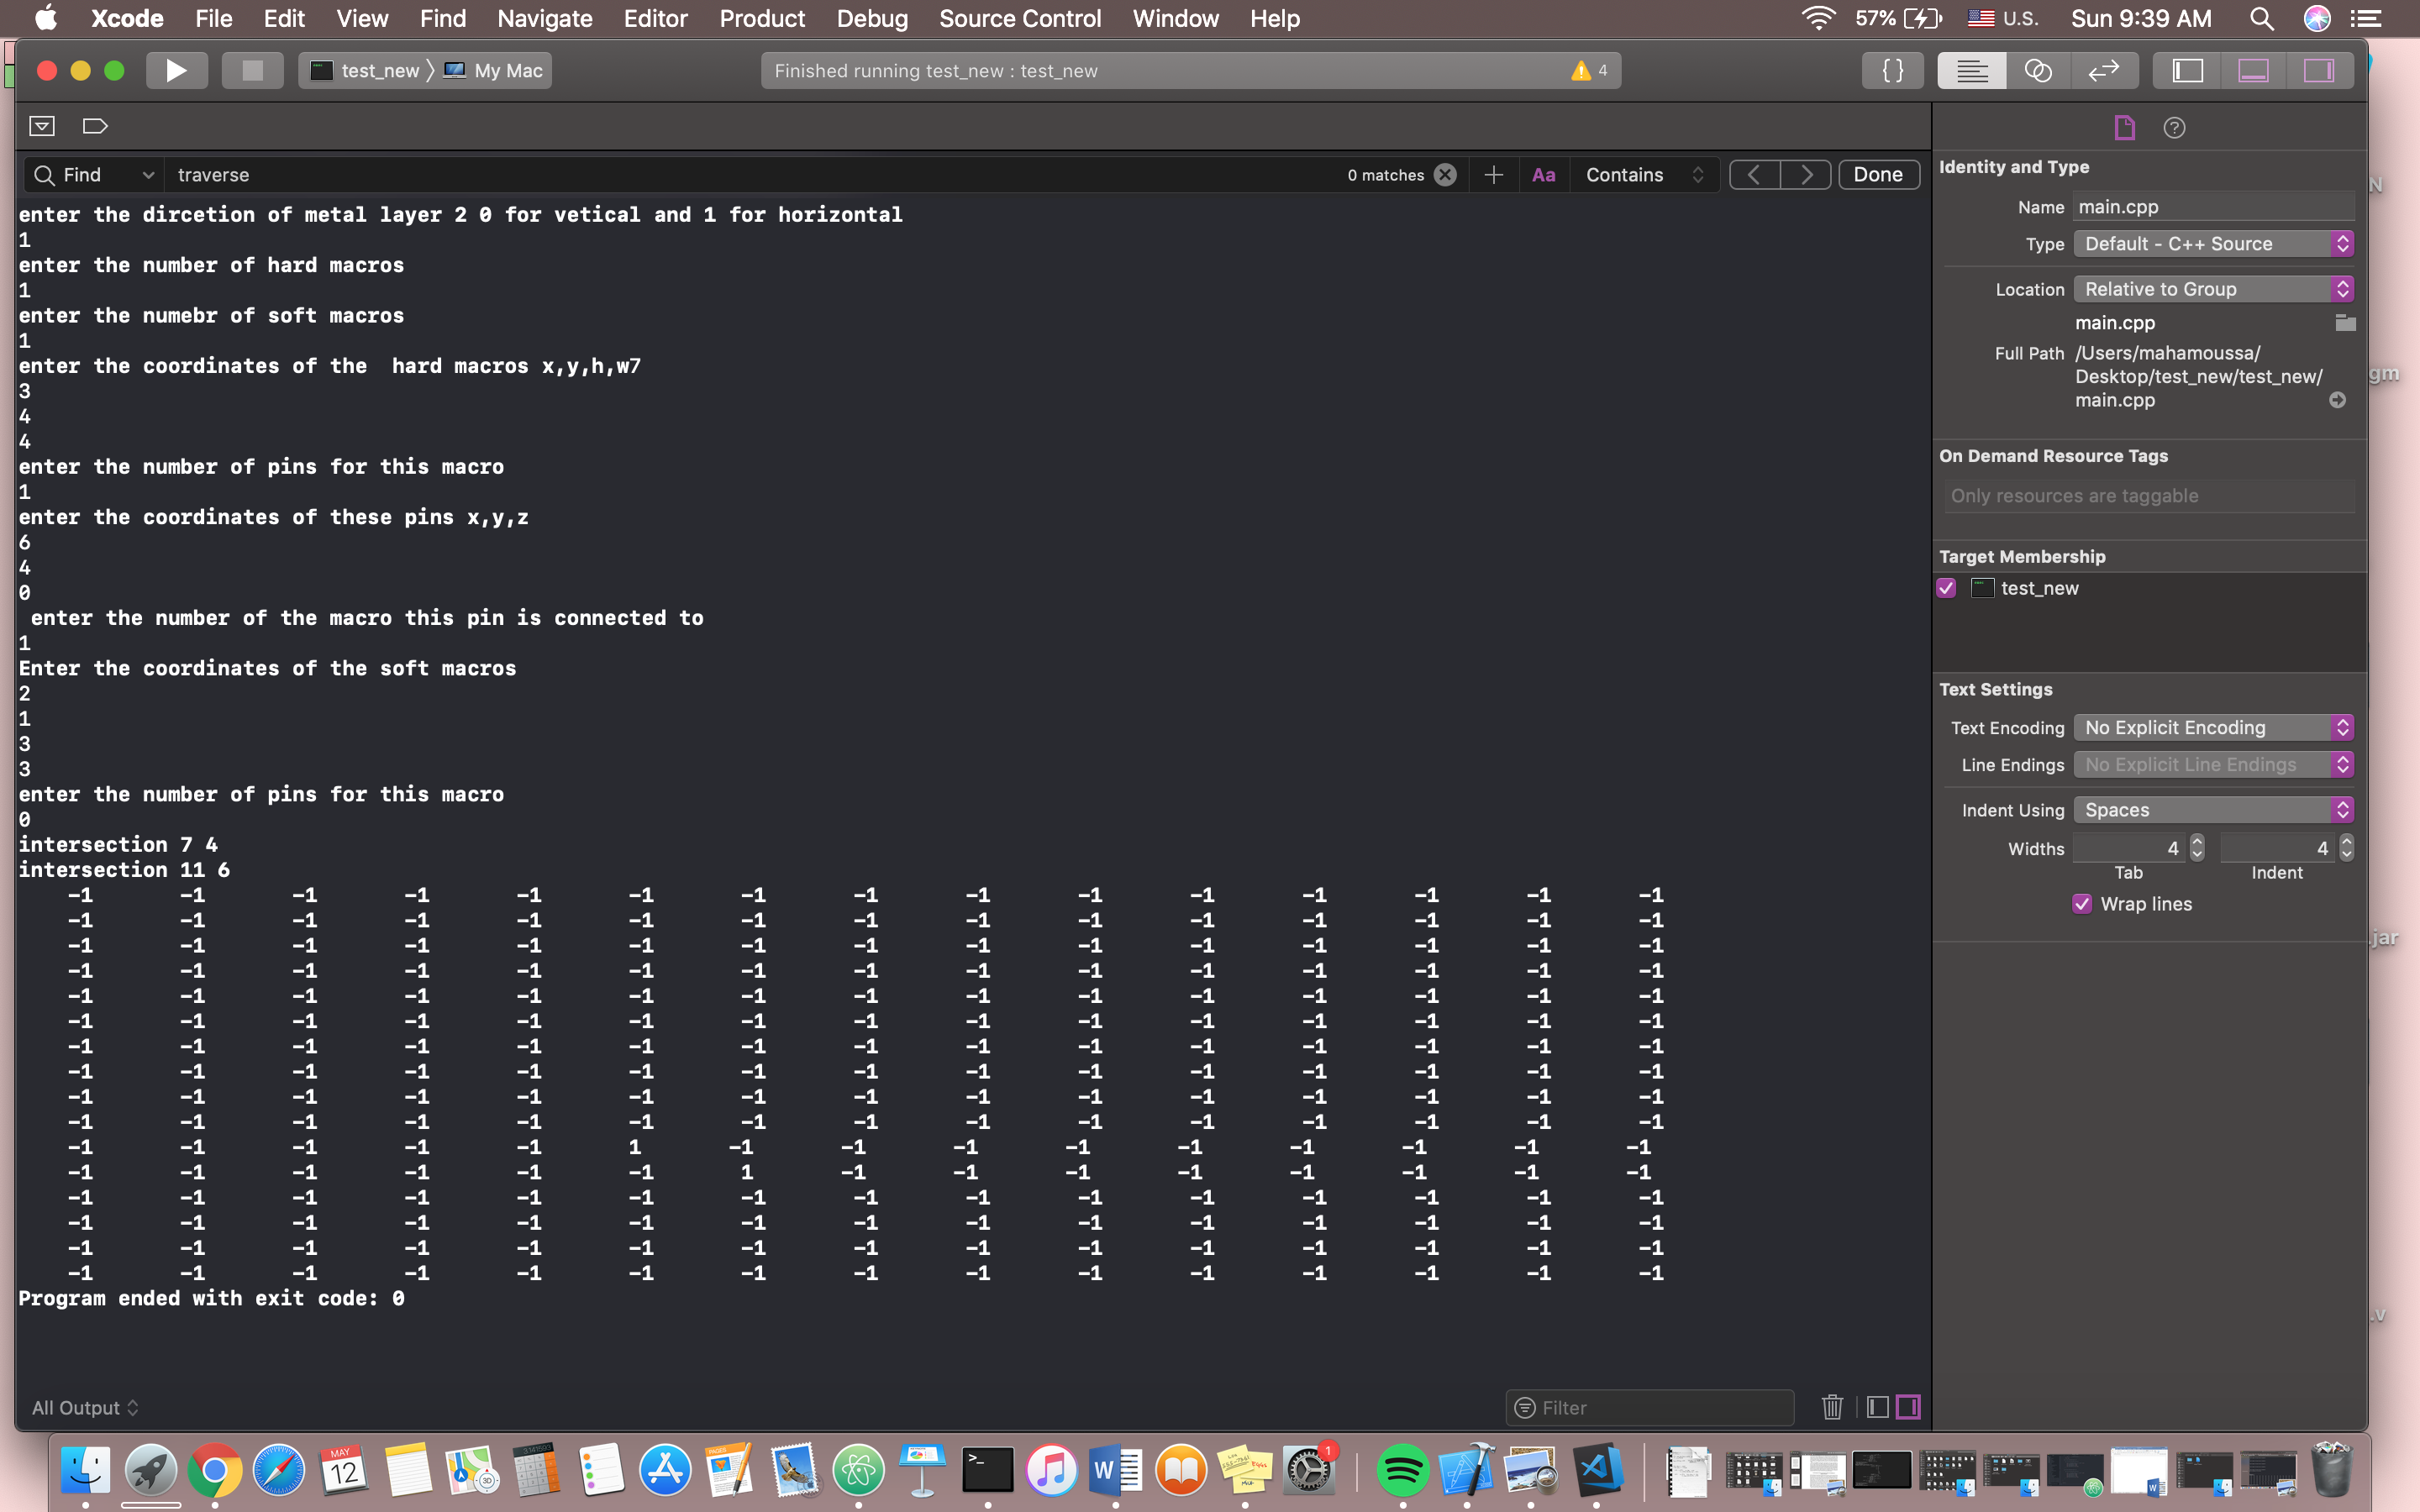 Xcode File Edit View Find Navigate Editor Product Debug Source Control Window Help 57% U.S. Sun 9:39 AM
test_new My Mac Finished running test_new : test_new 4
Find traverse 0 matches Aa Contains Done
enter the dircetion of metal layer 2 0 for vetical and 1 for horizontal
1
enter the number of hard macros
1
enter the numebr of soft macros
1
enter the coordinates of the  hard macros x,y,h,w7
3
4
4
enter the number of pins for this macro
1
enter the coordinates of these pins x,y,z
6
4
0
enter the number of the macro this pin is connected to
1
Enter the coordinates of the soft macros
2
1
3
3
enter the number of pins for this macro
0
intersection 7 4
intersection 11 6
-1 -1 -1 -1 -1 -1 -1 -1 -1 -1 -1 -1 -1 -1 -1
-1 -1 -1 -1 -1 -1 -1 -1 -1 -1 -1 -1 -1 -1 -1
-1 -1 -1 -1 -1 -1 -1 -1 -1 -1 -1 -1 -1 -1 -1
-1 -1 -1 -1 -1 -1 -1 -1 -1 -1 -1 -1 -1 -1 -1
-1 -1 -1 -1 -1 -1 -1 -1 -1 -1 -1 -1 -1 -1 -1
-1 -1 -1 -1 -1 -1 -1 -1 -1 -1 -1 -1 -1 -1 -1
-1 -1 -1 -1 -1 -1 -1 -1 -1 -1 -1 -1 -1 -1 -1
-1 -1 -1 -1 -1 -1 -1 -1 -1 -1 -1 -1 -1 -1 -1
-1 -1 -1 -1 -1 -1 -1 -1 -1 -1 -1 -1 -1 -1 -1
-1 -1 -1 -1 -1 -1 -1 -1 -1 -1 -1 -1 -1 -1 -1
-1 -1 -1 -1 -1 1 -1 -1 -1 -1 -1 -1 -1 -1 -1
-1 -1 -1 -1 -1 -1 1 -1 -1 -1 -1 -1 -1 -1 -1
-1 -1 -1 -1 -1 -1 -1 -1 -1 -1 -1 -1 -1 -1 -1
-1 -1 -1 -1 -1 -1 -1 -1 -1 -1 -1 -1 -1 -1 -1
-1 -1 -1 -1 -1 -1 -1 -1 -1 -1 -1 -1 -1 -1 -1
-1 -1 -1 -1 -1 -1 -1 -1 -1 -1 -1 -1 -1 -1 -1
Program ended with exit code: 0
All Output Filter
Identity and Type
Name main.cpp
Type Default - C++ Source
Location Relative to Group
main.cpp
Full Path /Users/mahamoussa/
Desktop/test_new/test_new/
main.cpp
On Demand Resource Tags
Only resources are taggable
Target Membership
test_new
Text Settings
Text Encoding No Explicit Encoding
Line Endings No Explicit Line Endings
Indent Using Spaces
Widths 4 4
Tab Indent
Wrap lines
N
gm
.jar
.v
MAY
12
PAGES
3D
W
1